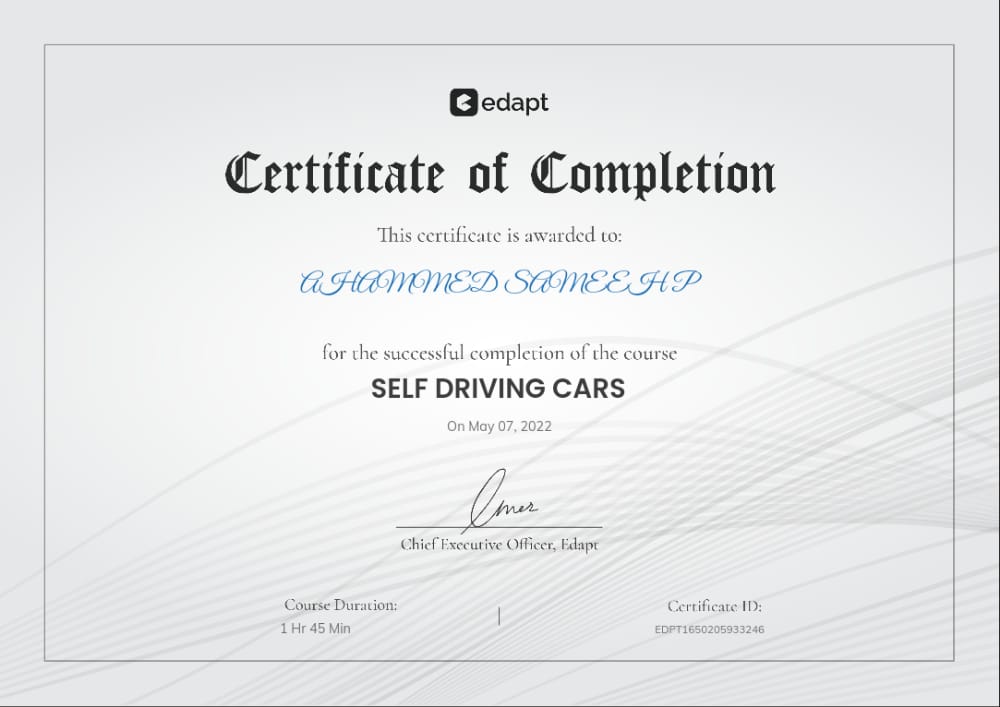 edapt
Certificate of Completion
This certificate is awarded to:
AHAMMED SAMEEH P
for the successful completion of the course
SELF DRIVING CARS
On May 07, 2022
Omer
Chief Executive Officer, Edapt
Course Duration:
1 Hr 45 Min
Certificate ID:
EDPT1650205933246